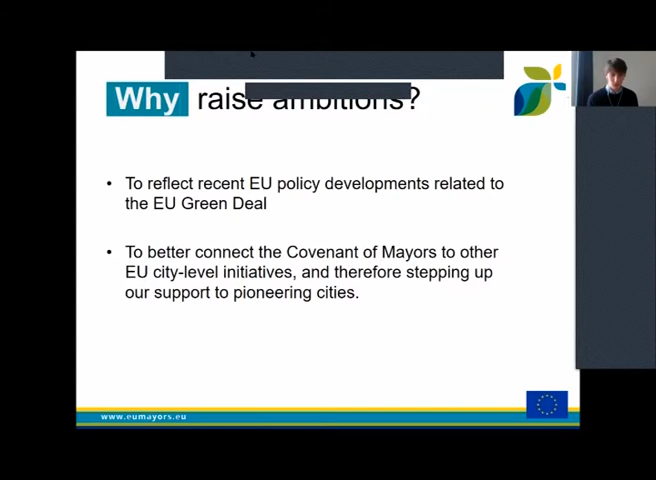 Why raise ambitions?
• To reflect recent EU policy developments related to
the EU Green Deal
• To better connect the Covenant of Mayors to other
EU city-level initiatives, and therefore stepping up
our support to pioneering cities.
www.eumayors.eu